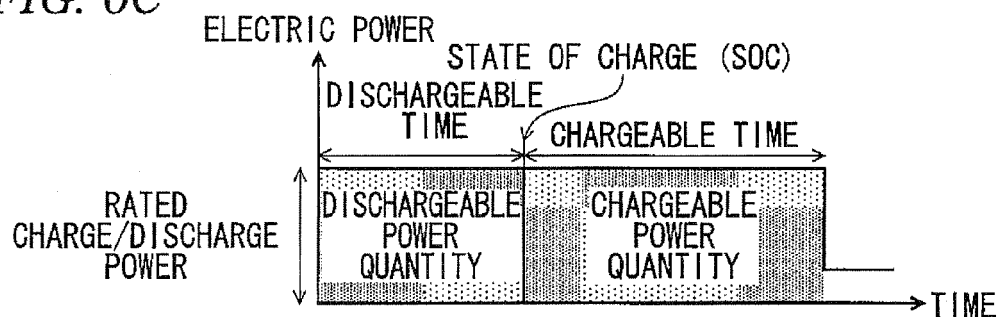 FIG. 6C
ELECTRIC POWER
STATE OF CHARGE (SOC)
DISCHARGEABLE
TIME
CHARGEABLE TIME
RATED
CHARGE/DISCHARGE
POWER
DISCHARGEABLE
POWER
QUANTITY
CHARGEABLE
POWER
QUANTITY
TIME